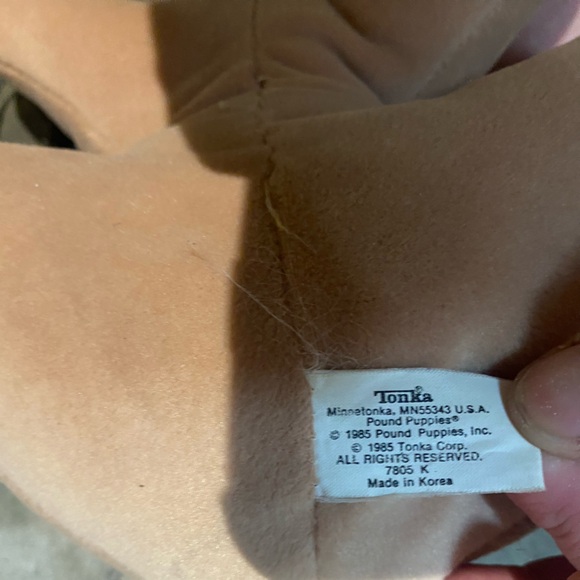 Tonka®
Minnetonka, MN55343 U.S.A.
Pound Puppies®
© 1985 Pound Puppies, Inc.
© 1985 Tonka Corp.
ALL RIGHTS RESERVED.
7805 K
Made in Korea